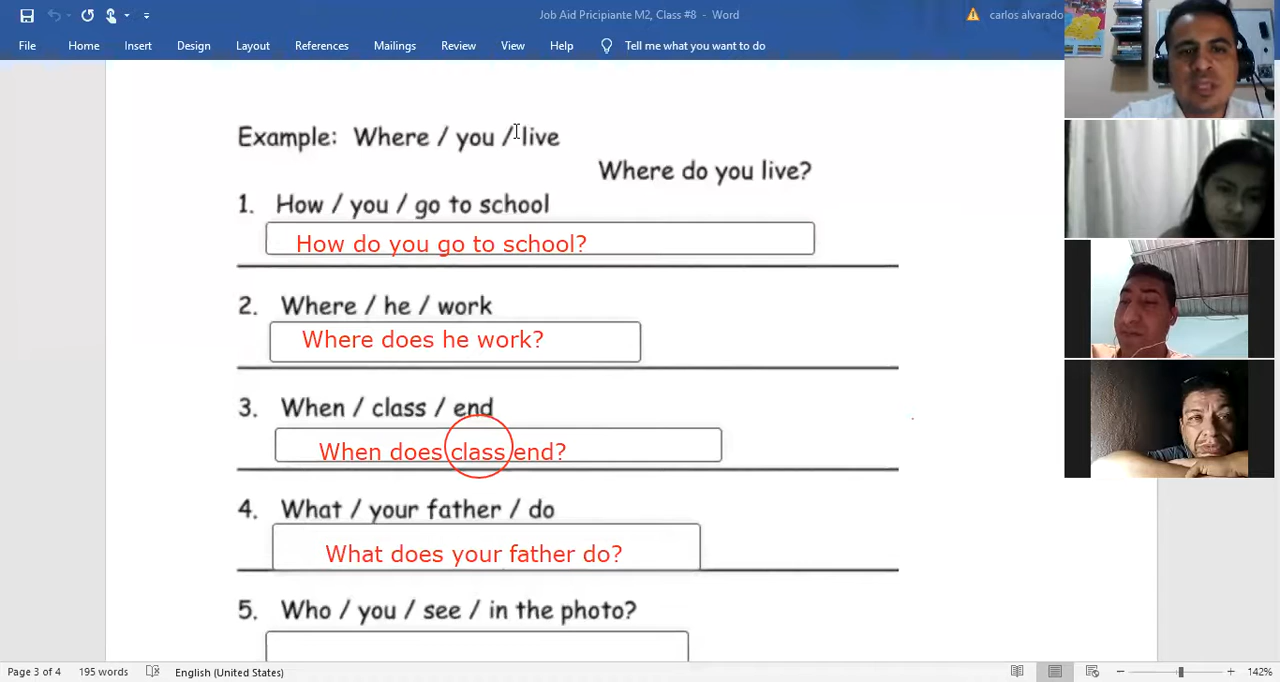 Job Aid Pricipiante M2, Class #8 - Word
carlos alvarado
File Home Insert Design Layout References Mailings Review View Help Tell me what you want to do
Example: Where / you / live
Where do you live?
1. How / you / go to school
How do you go to school?
2. Where / he / work
Where does he work?
3. When / class / end
When does class end?
4. What / your father / do
What does your father do?
5. Who / you / see / in the photo?
Page 3 of 4 195 words English (United States) 142%